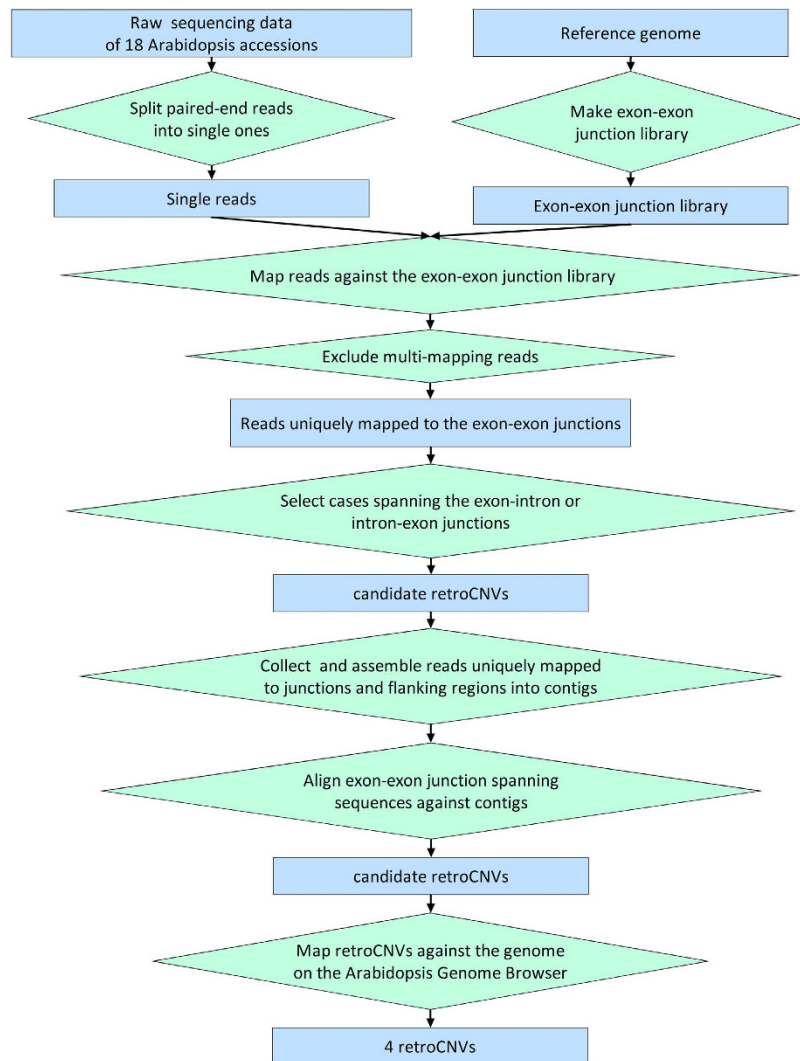 Raw sequencing data
of 18 Arabidopsis accessions
Reference genome
Split paired-end reads
into single ones
Make exon-exon
junction library
Single reads
Exon-exon junction library
Map reads against the exon-exon junction library
Exclude multi-mapping reads
Reads uniquely mapped to the exon-exon junctions
Select cases spanning the exon-intron or
intron-exon junctions
candidate retroCNVs
Collect and assemble reads uniquely mapped
to junctions and flanking regions into contigs
Align exon-exon junction spanning
sequences against contigs
candidate retroCNVs
Map retroCNVs against the genome
on the Arabidopsis Genome Browser
4 retroCNVs